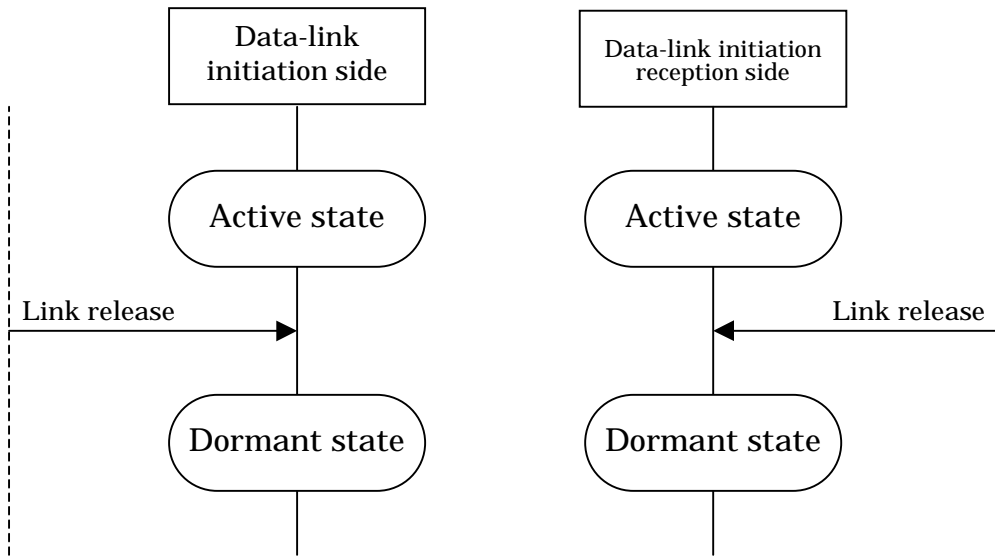 Data-link
initiation side
Data-link initiation
reception side
Active state
Active state
Link release
Link release
Dormant state
Dormant state